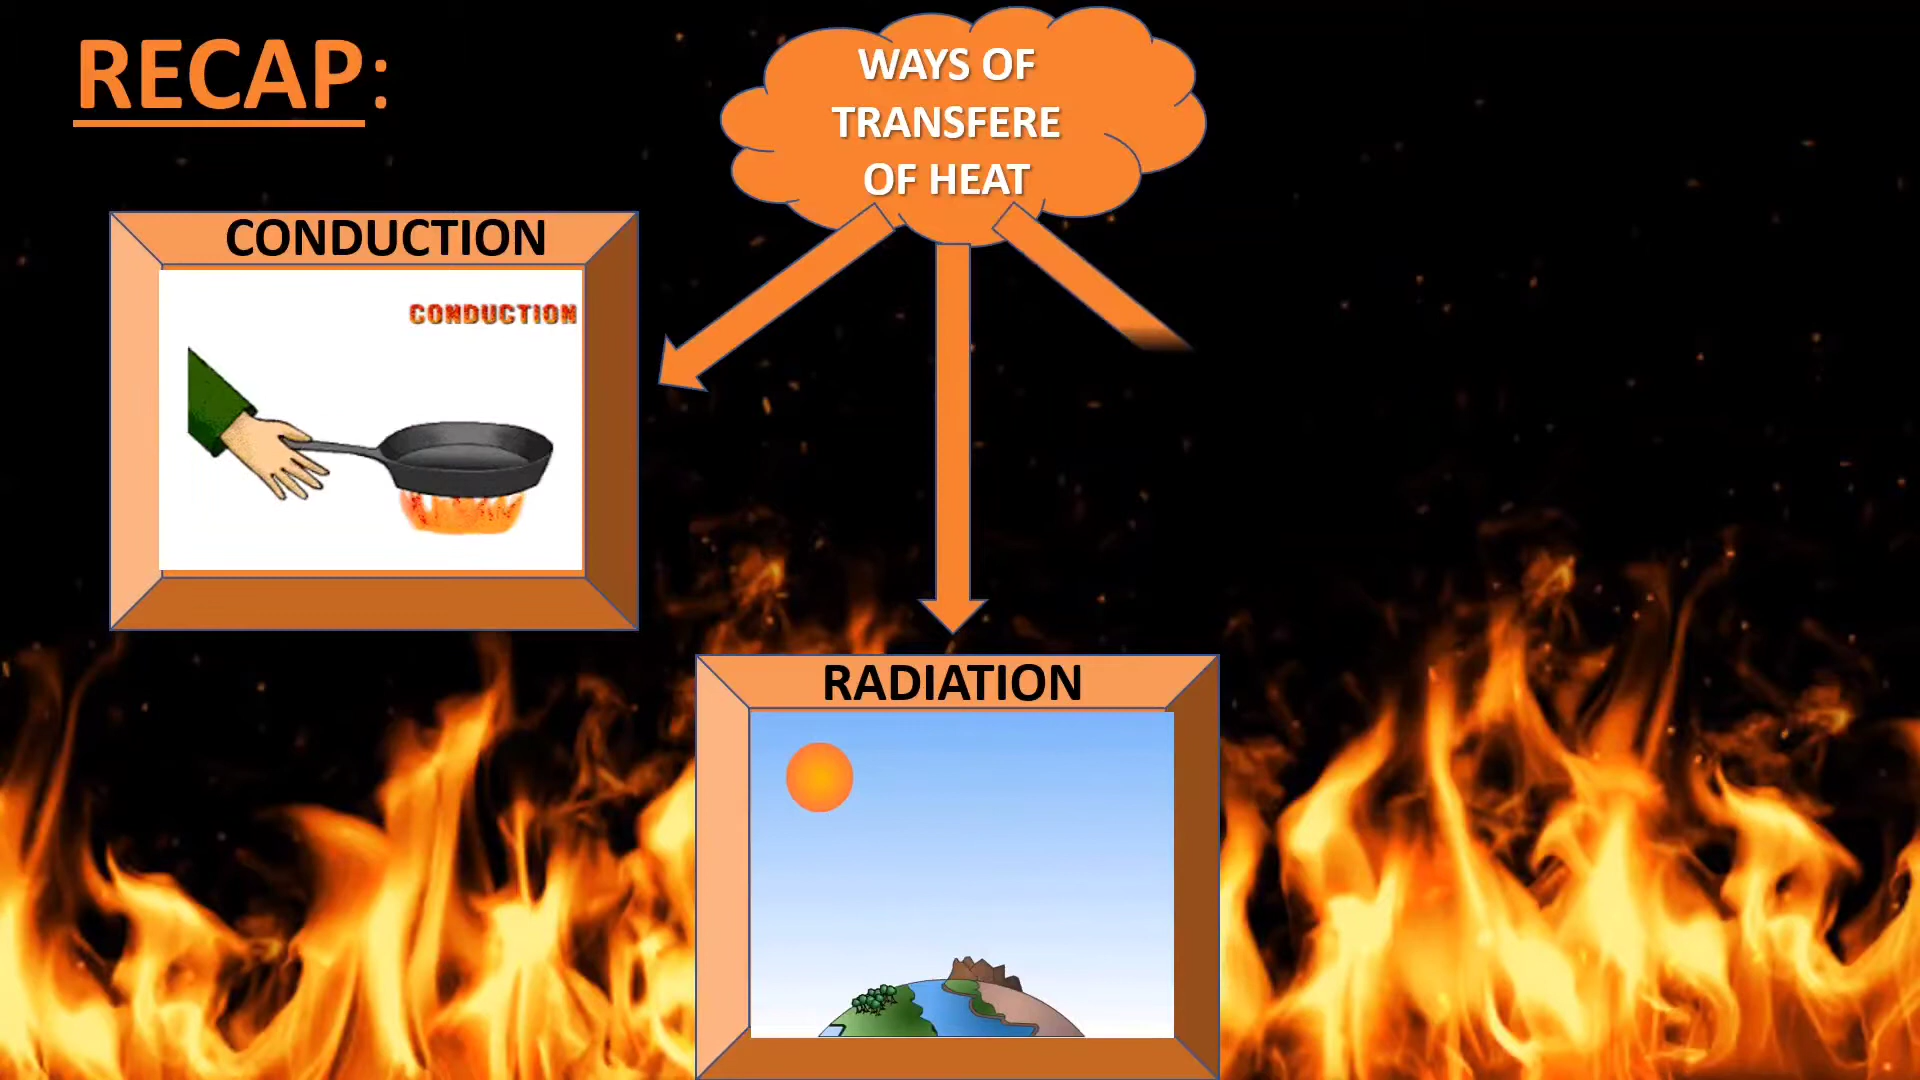 RECAP:
WAYS OF
TRANSFERE
OF HEAT
CONDUCTION
CONDUCTION
RADIATION